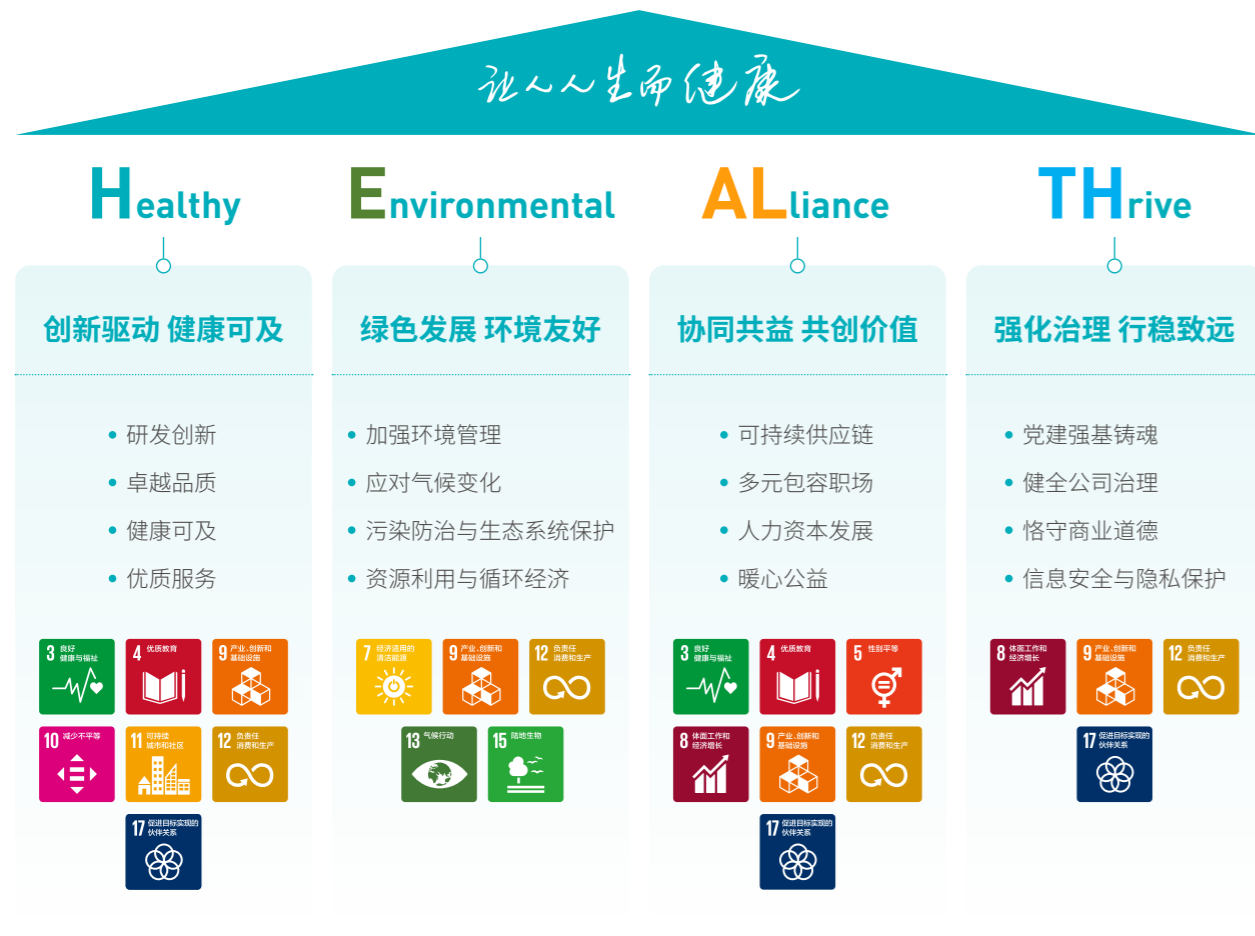 让人人生而健康
Healthy
创新驱动 健康可及
研发创新
卓越品质
健康可及
优质服务
3 良好
健康与福祉
4 优质教育
9 产业、创新和
基础设施
10 减少不平等
11 可持续
城市和社区
12 负责任
消费和生产
17 促进目标实现的
伙伴关系
Environmental
绿色发展 环境友好
加强环境管理
应对气候变化
污染防治与生态系统保护
资源利用与循环经济
7 经济适用的
清洁能源
9 产业、创新和
基础设施
12 负责任
消费和生产
13 气候行动
15 陆地生物
ALliance
协同共益 共创价值
可持续供应链
多元包容职场
人力资本发展
暖心公益
3 良好
健康与福祉
4 优质教育
5 性别平等
8 体面工作和
经济增长
9 产业、创新和
基础设施
12 负责任
消费和生产
17 促进目标实现的
伙伴关系
THrive
强化治理 行稳致远
党建强基铸魂
健全公司治理
恪守商业道德
信息安全与隐私保护
8 体面工作和
经济增长
9 产业、创新和
基础设施
12 负责任
消费和生产
17 促进目标实现的
伙伴关系